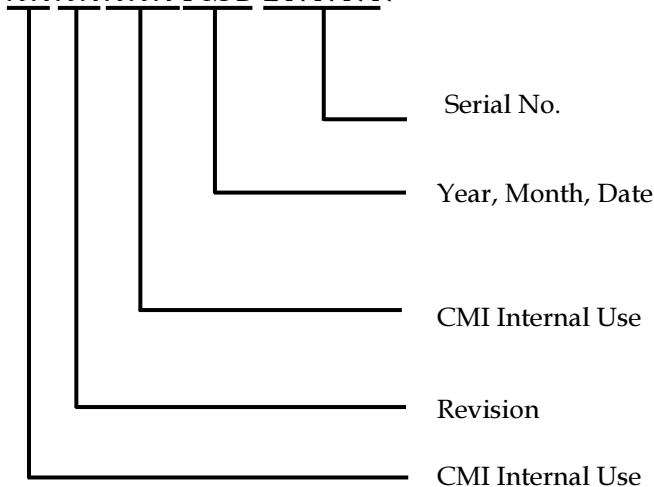 Serial No.
Year, Month, Date
CMI Internal Use
Revision
CMI Internal Use